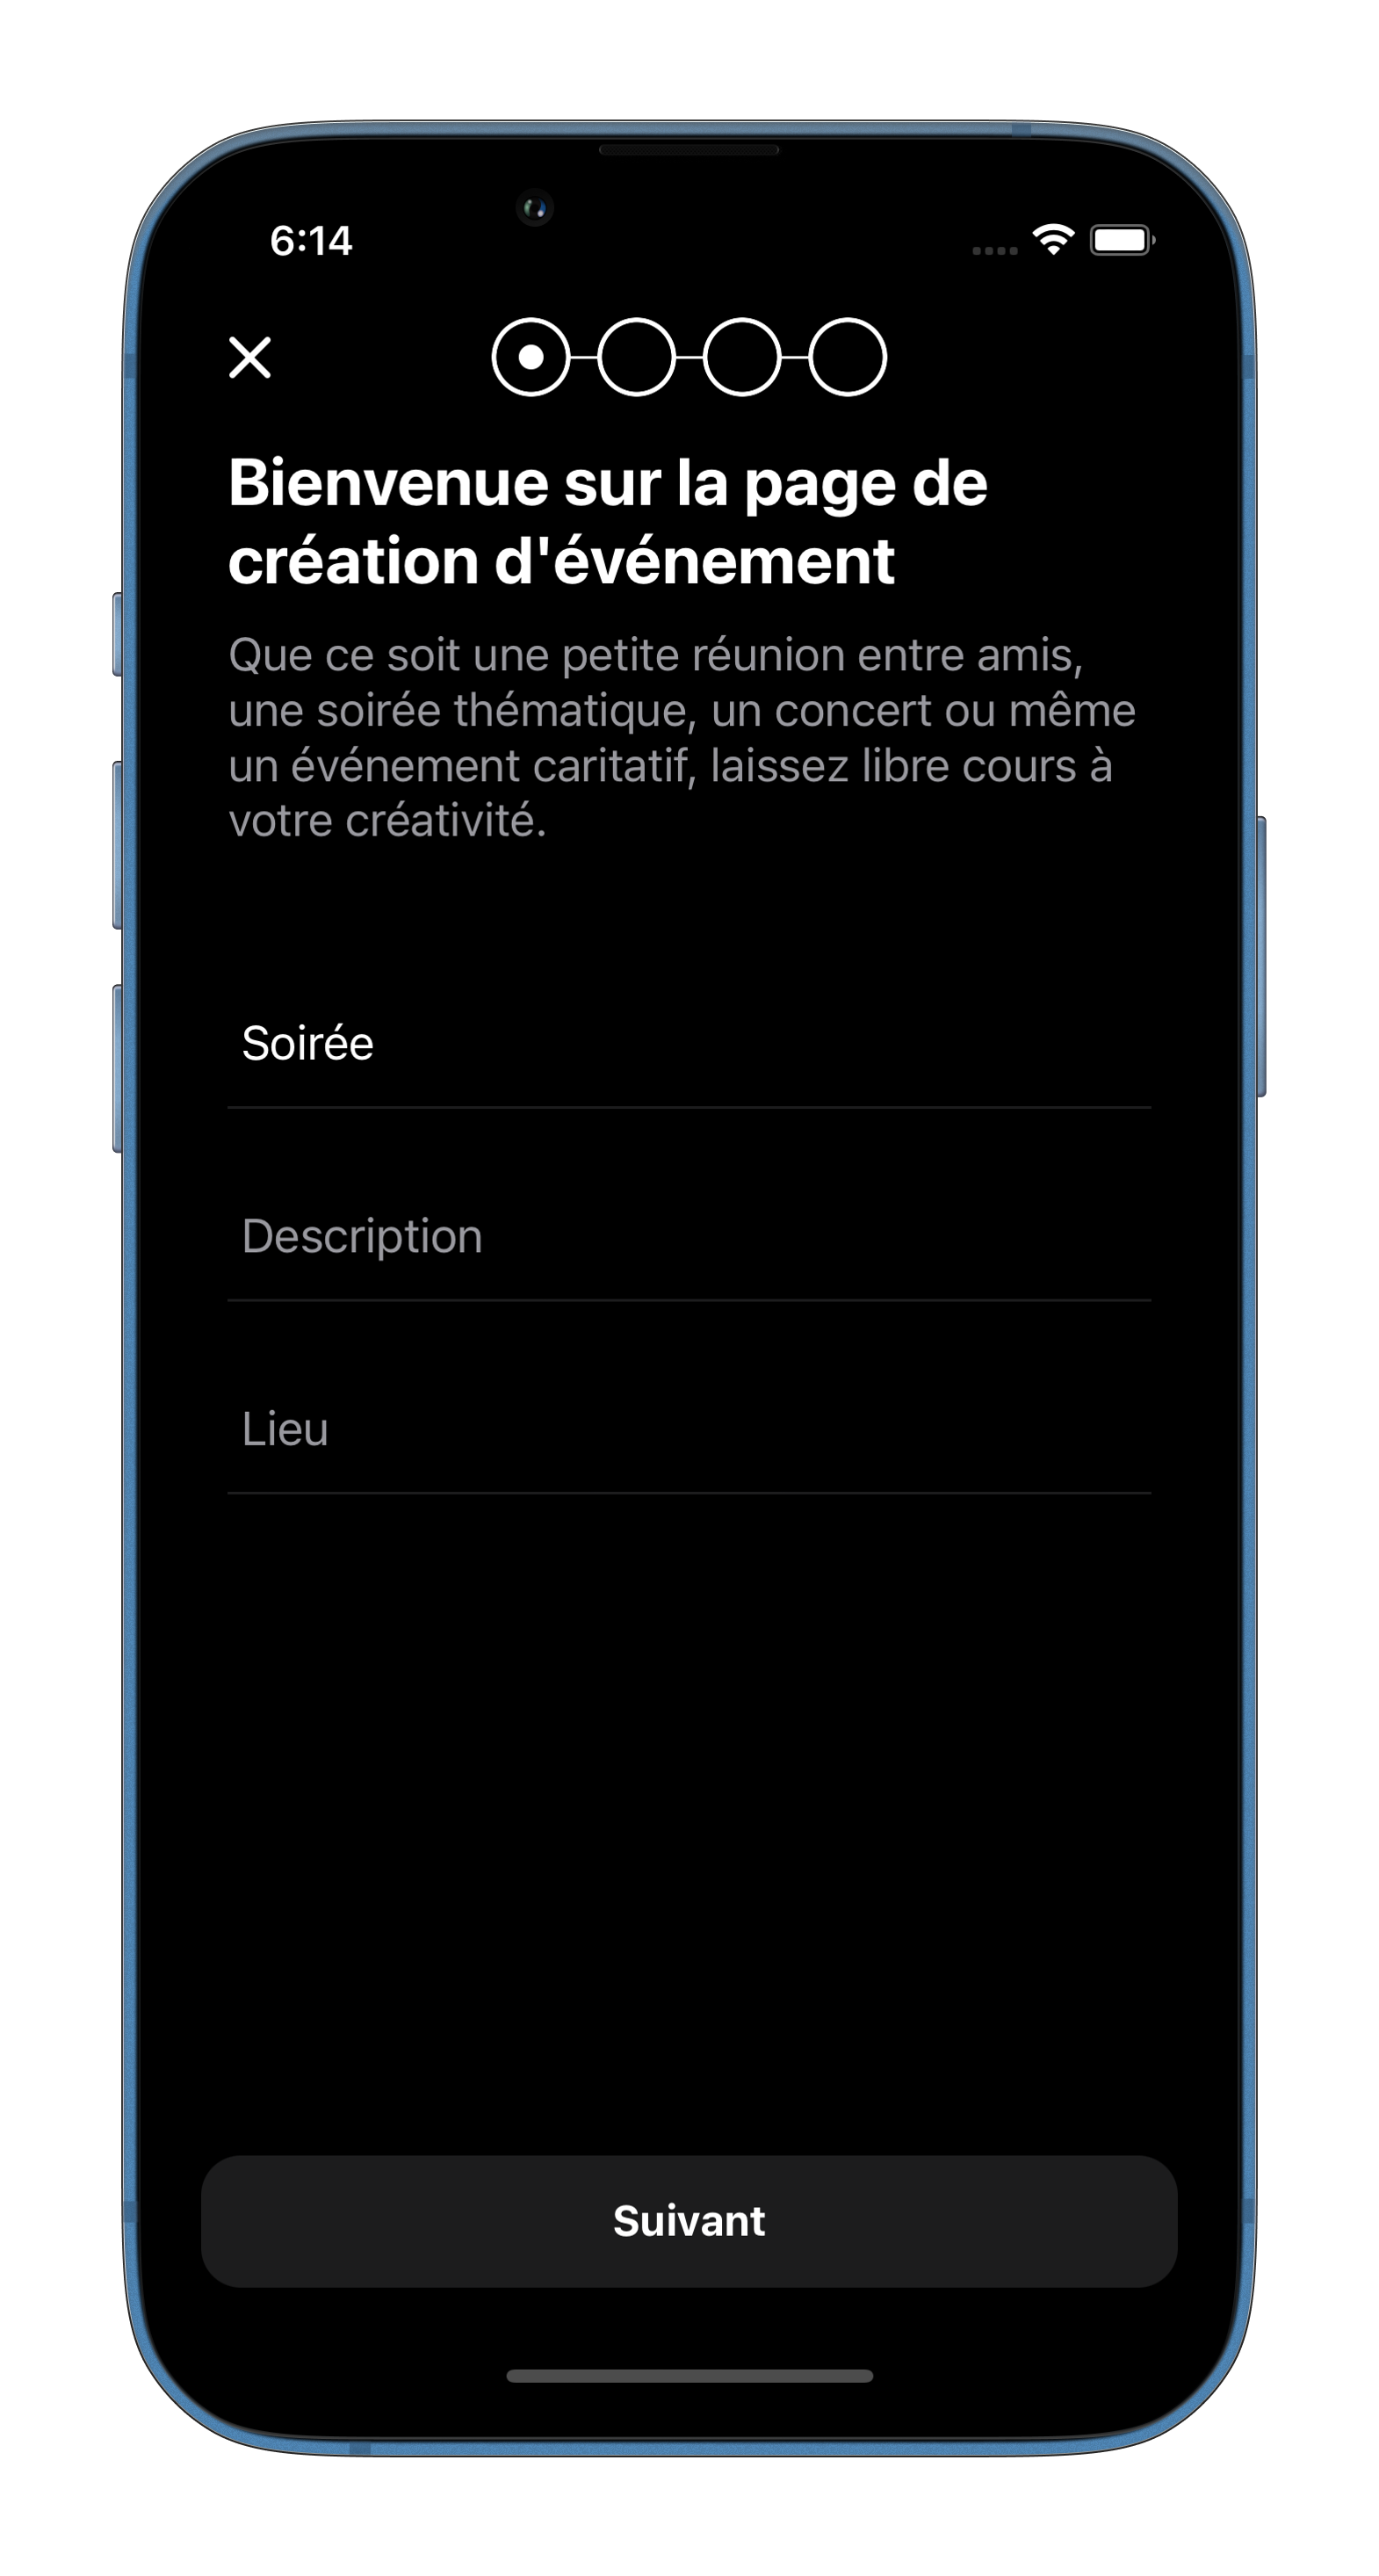 6:14
Bienvenue sur la page de
création d'événement
Que ce soit une petite réunion entre amis,
une soirée thématique, un concert ou même
un événement caritatif, laissez libre cours à
votre créativité.
Soirée
Description
Lieu
Suivant